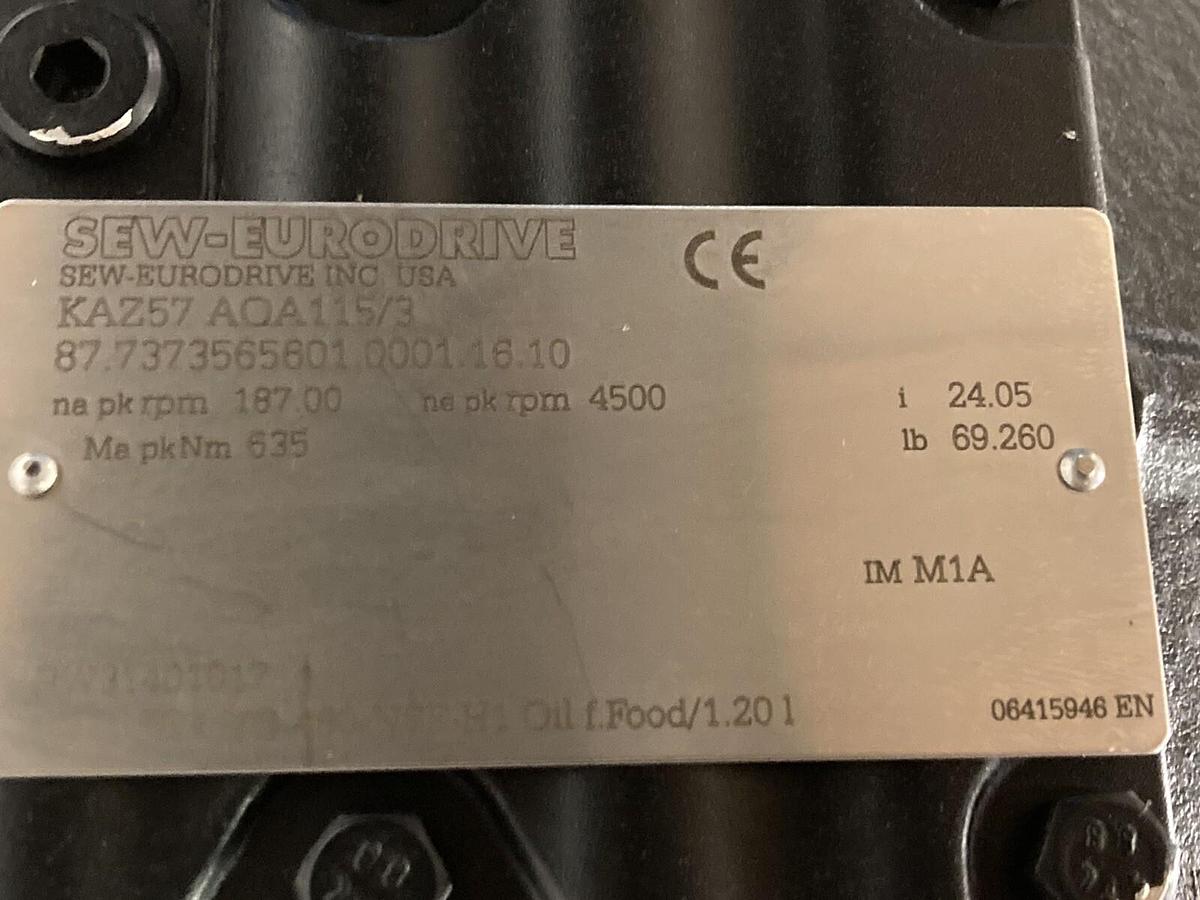 SEW-EURODRIVE
CE
SEW-EURODRIVE INC. USA
KAZ57 AQA115/3
87.7373565601.0001.16.10
na pk rpm 187.00 ne pk rpm 4500 i 24.05
Ma pk Nm 635 lb 69.260
IM M1A
H1 Oil f.Food/1.20 l
06415946 EN